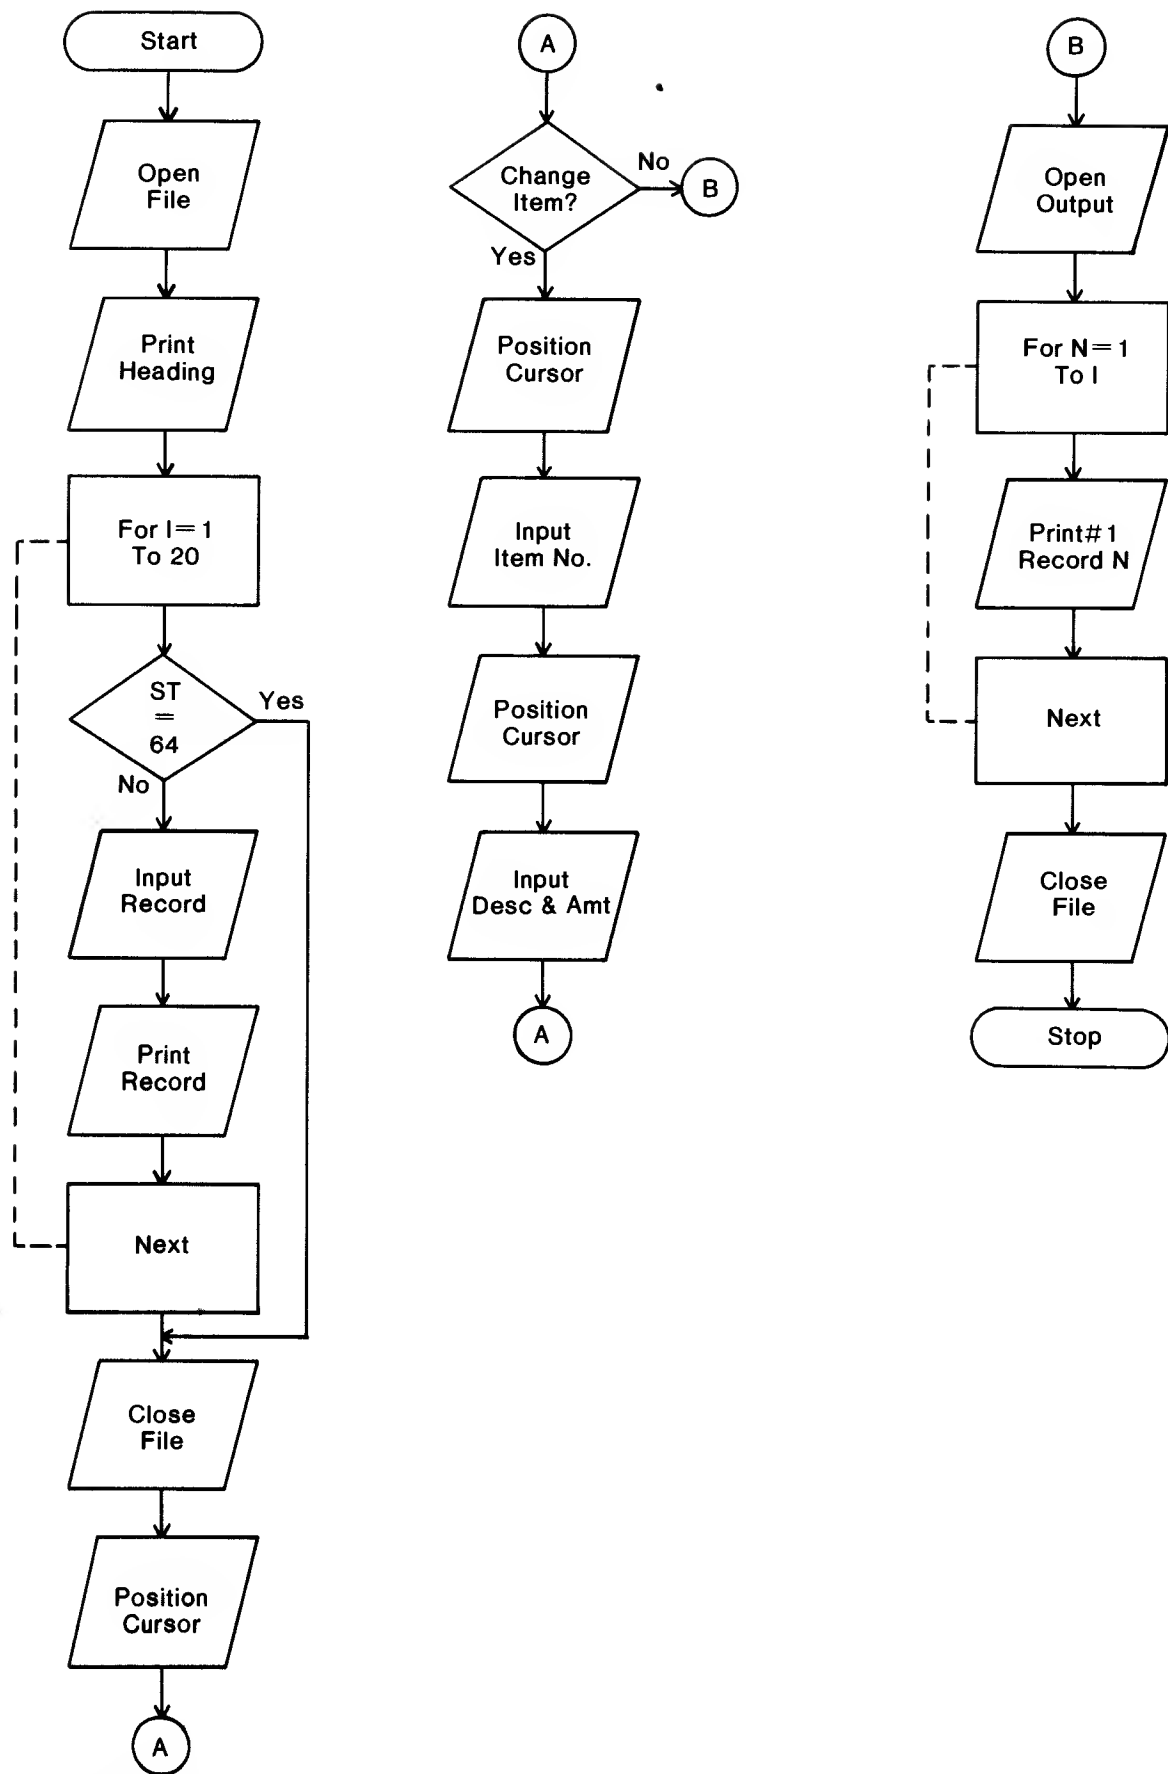 Start
Open
File
Print
Heading
For I=1
To 20
ST
=
64
Yes
No
Input
Record
Print
Record
Next
Close
File
Position
Cursor
A
A
Change
Item?
No
B
Yes
Position
Cursor
Input
Item No.
Position
Cursor
Input
Desc & Amt
A
B
Open
Output
For N=1
To I
Print#1
Record N
Next
Close
File
Stop